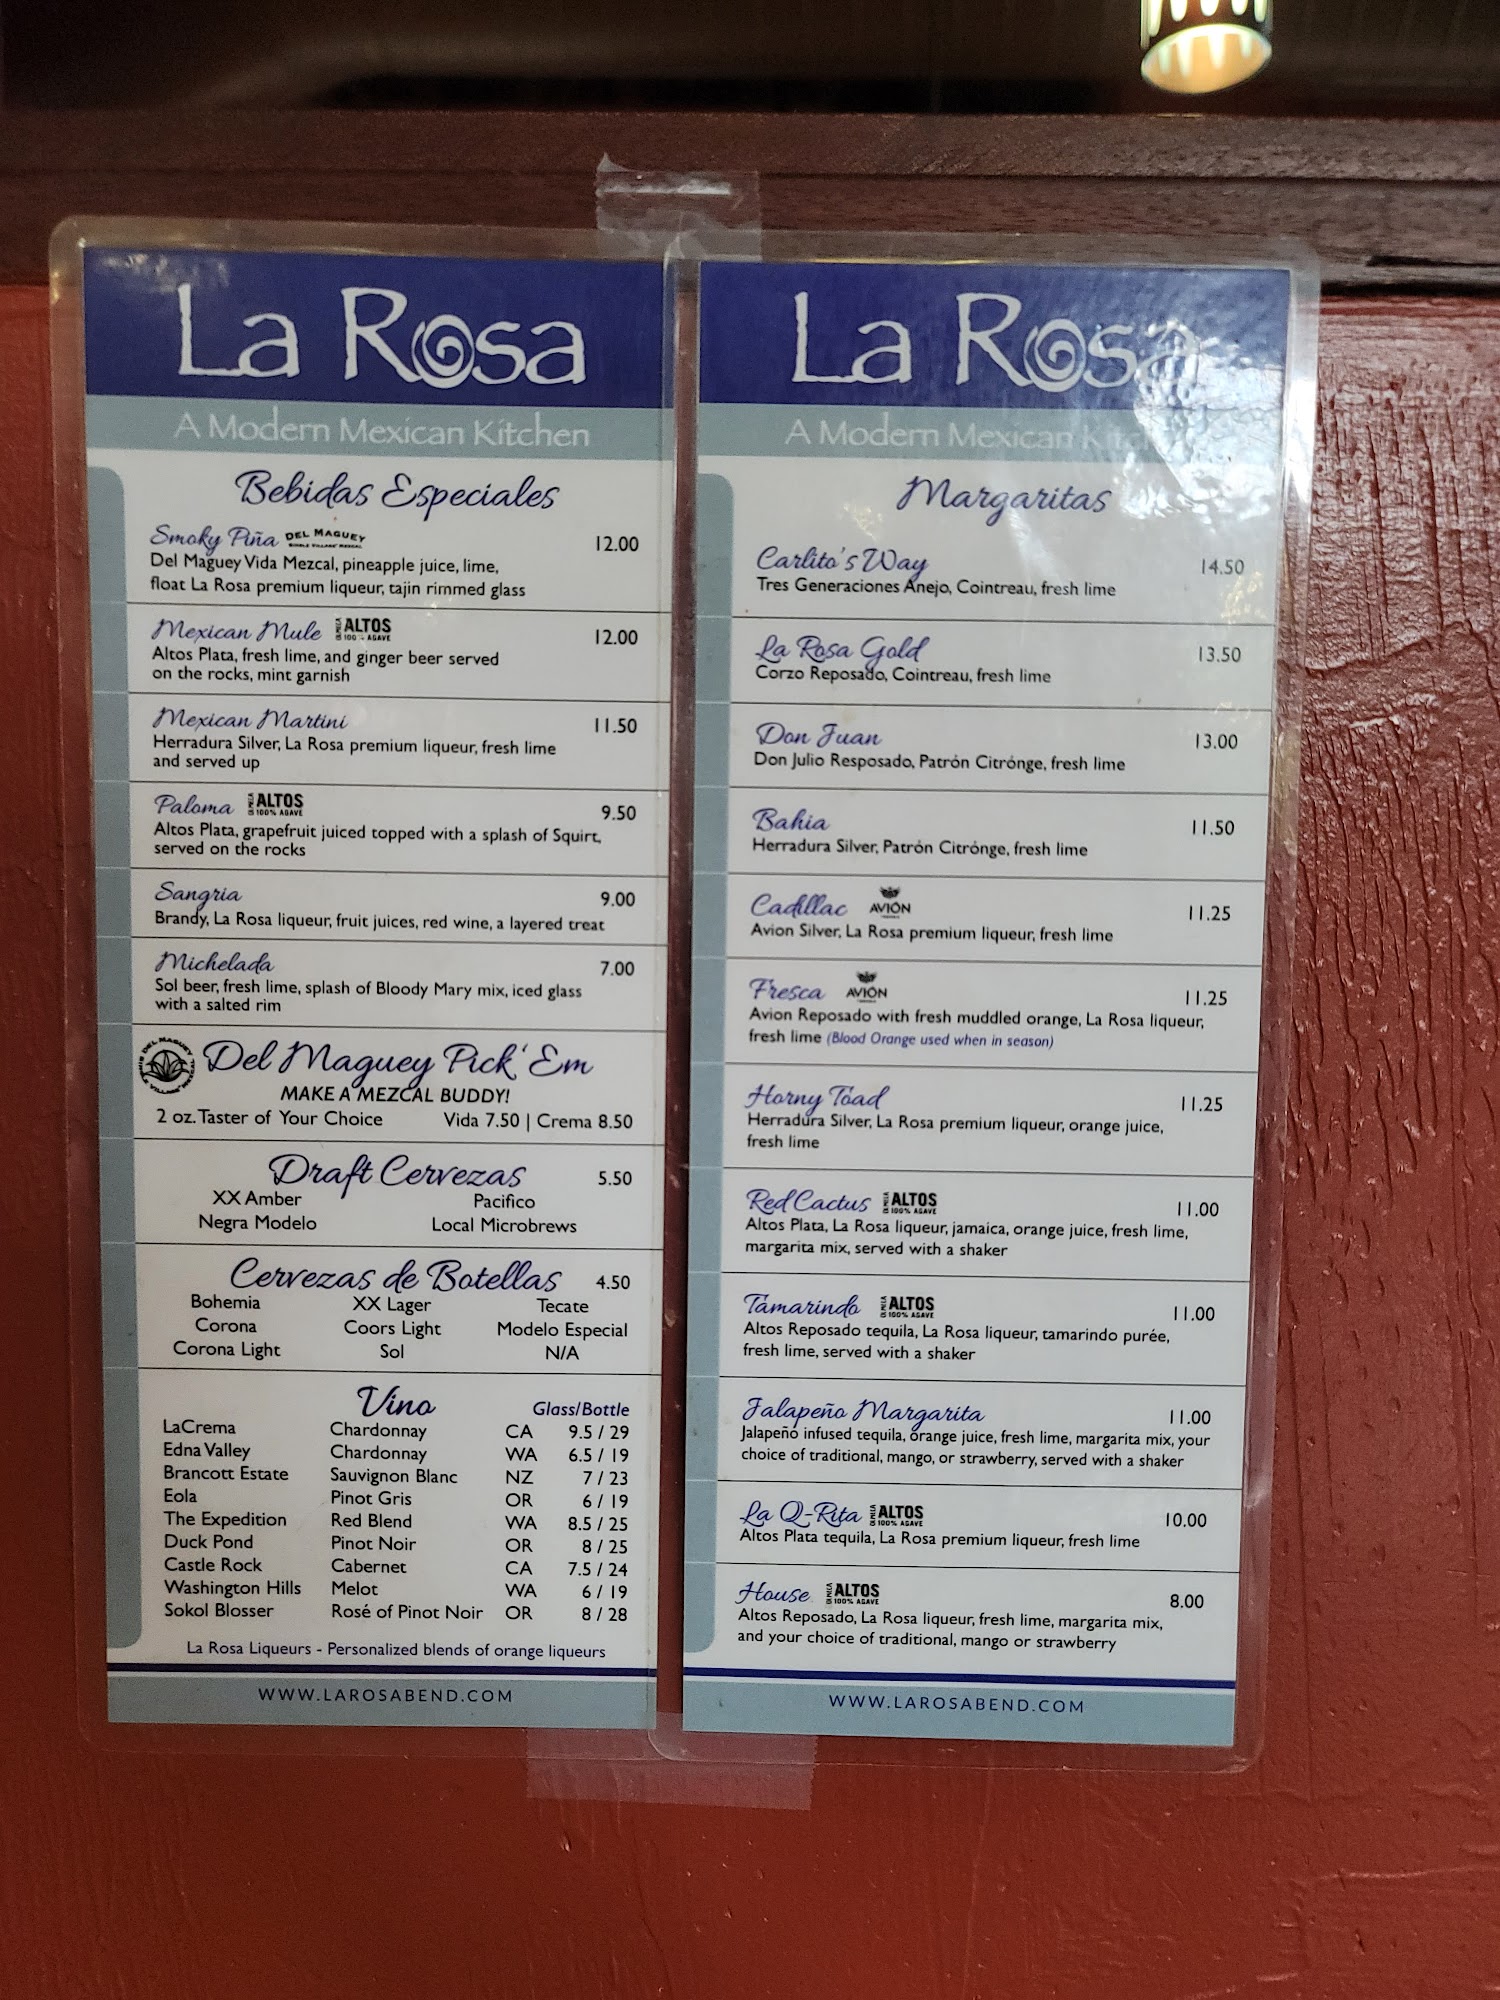 La Rosa
A Modern Mexican Kitchen
Bebidas Especiales
Smoky Piña DEL MAGUEY 12.00
Del Maguey Vida Mezcal, pineapple juice, lime,
float La Rosa premium liqueur, tajin rimmed glass
Mexican Mule ALTOS 100% AGAVE 12.00
Altos Plata, fresh lime, and ginger beer served
on the rocks, mint garnish
Mexican Martini 11.50
Herradura Silver, La Rosa premium liqueur, fresh lime
and served up
Paloma ALTOS 100% AGAVE 9.50
Altos Plata, grapefruit juiced topped with a splash of Squirt,
served on the rocks
Sangria 9.00
Brandy, La Rosa liqueur, fruit juices, red wine, a layered treat
Michelada 7.00
Sol beer, fresh lime, splash of Bloody Mary mix, iced glass
with a salted rim
Del Maguey Pick' Em
MAKE A MEZCAL BUDDY!
2 oz. Taster of Your Choice Vida 7.50 | Crema 8.50
Draft Cervezas 5.50
XX Amber Pacifico
Negra Modelo Local Microbrews
Cervezas de Botellas 4.50
Bohemia XX Lager Tecate
Corona Coors Light Modelo Especial
Corona Light Sol N/A
Vino Glass/Bottle
LaCrema Chardonnay CA 9.5 / 29
Edna Valley Chardonnay WA 6.5 / 19
Brancott Estate Sauvignon Blanc NZ 7 / 23
Eola Pinot Gris OR 6 / 19
The Expedition Red Blend WA 8.5 / 25
Duck Pond Pinot Noir OR 8 / 25
Castle Rock Cabernet CA 7.5 / 24
Washington Hills Melot WA 6 / 19
Sokol Blosser Rosé of Pinot Noir OR 8 / 28
La Rosa Liqueurs - Personalized blends of orange liqueurs
WWW.LAROSABEND.COM
La Rosa
A Modern Mexican Kitch
Margaritas
Carlito's Way 14.50
Tres Generaciones Anejo, Cointreau, fresh lime
La Rosa Gold 13.50
Corzo Reposado, Cointreau, fresh lime
Don Juan 13.00
Don Julio Resposado, Patrón Citrónge, fresh lime
Bahia 11.50
Herradura Silver, Patrón Citrónge, fresh lime
Cadillac AVIÓN 11.25
Avion Silver, La Rosa premium liqueur, fresh lime
Fresca AVIÓN 11.25
Avion Reposado with fresh muddled orange, La Rosa liqueur,
fresh lime (Blood Orange used when in season)
Horny Toad 11.25
Herradura Silver, La Rosa premium liqueur, orange juice,
fresh lime
Red Cactus ALTOS 100% AGAVE 11.00
Altos Plata, La Rosa liqueur, jamaica, orange juice, fresh lime,
margarita mix, served with a shaker
Tamarindo ALTOS 100% AGAVE 11.00
Altos Reposado tequila, La Rosa liqueur, tamarindo purée,
fresh lime, served with a shaker
Jalapeño Margarita 11.00
Jalapeño infused tequila, orange juice, fresh lime, margarita mix, your
choice of traditional, mango, or strawberry, served with a shaker
La Q-Rita ALTOS 100% AGAVE 10.00
Altos Plata tequila, La Rosa premium liqueur, fresh lime
House ALTOS 100% AGAVE 8.00
Altos Reposado, La Rosa liqueur, fresh lime, margarita mix,
and your choice of traditional, mango or strawberry
WWW.LAROSABEND.COM